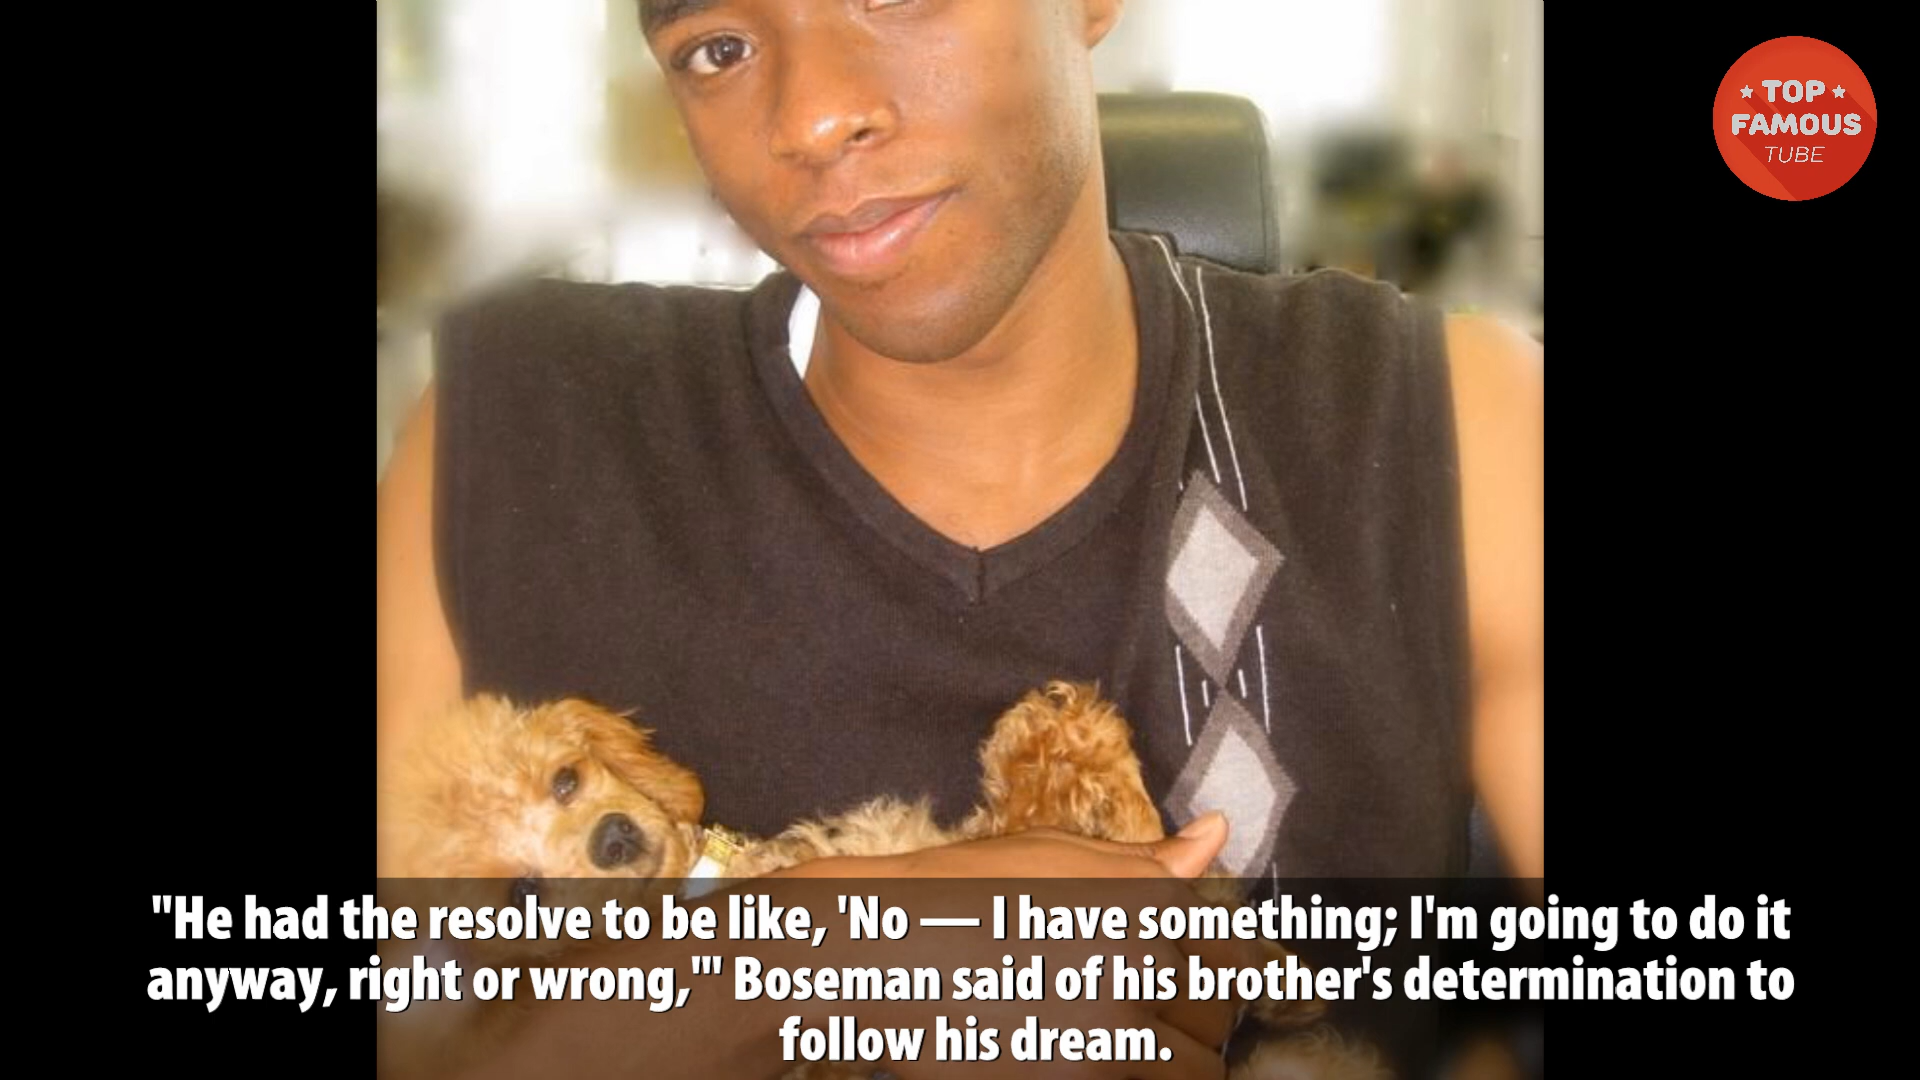 TOP
FAMOUS
TUBE
"He had the resolve to be like, 'No — I have something; I'm going to do it
anyway, right or wrong,'" Boseman said of his brother's determination to
follow his dream.